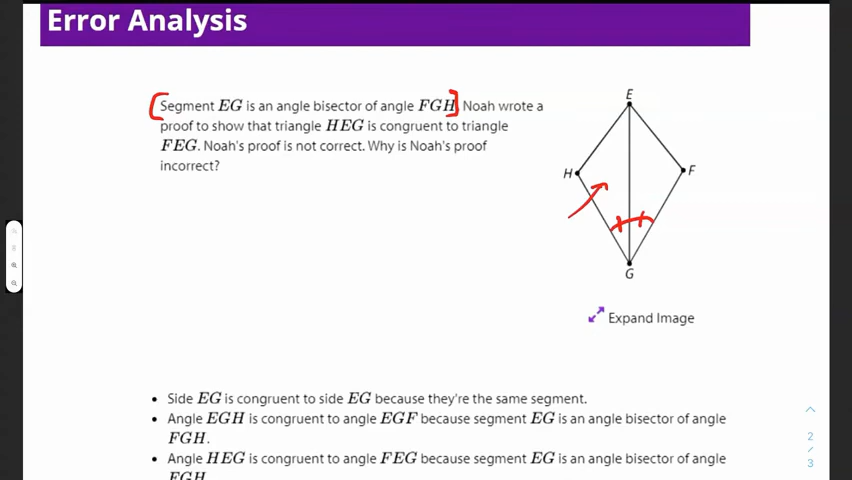 Error Analysis
Segment EG is an angle bisector of angle FGH. Noah wrote a
proof to show that triangle HEG is congruent to triangle
FEG. Noah's proof is not correct. Why is Noah's proof
incorrect?
E
H
F
G
Expand Image
• Side EG is congruent to side EG because they're the same segment.
• Angle EGH is congruent to angle EGF because segment EG is an angle bisector of angle
FGH.
• Angle HEG is congruent to angle FEG because segment EG is an angle bisector of angle
FGH.
2
/
3